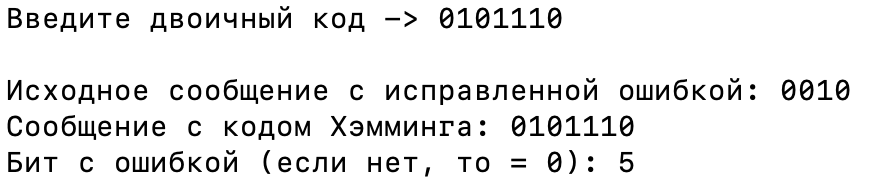 Введите двоичный код -> 0101110
Исходное сообщение с исправленной ошибкой: 0010
Сообщение с кодом Хэмминга: 0101110
Бит с ошибкой (если нет, то = 0): 5